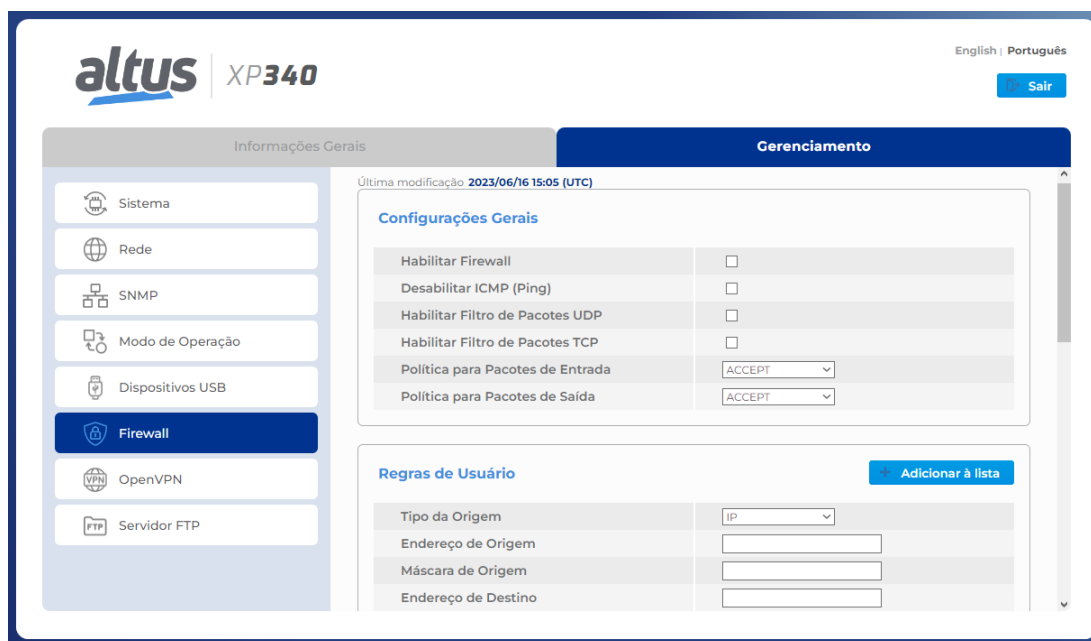 English | Português
altus XP340
Sair
Informações Gerais
Gerenciamento
Última modificação 2023/06/16 15:05 (UTC)
Sistema
Rede
SNMP
Modo de Operação
Dispositivos USB
Firewall
VPN OpenVPN
FTP Servidor FTP
Configurações Gerais
Habilitar Firewall
Desabilitar ICMP (Ping)
Habilitar Filtro de Pacotes UDP
Habilitar Filtro de Pacotes TCP
Política para Pacotes de Entrada ACCEPT
Política para Pacotes de Saída ACCEPT
Regras de Usuário
+ Adicionar à lista
Tipo da Origem IP
Endereço de Origem
Máscara de Origem
Endereço de Destino